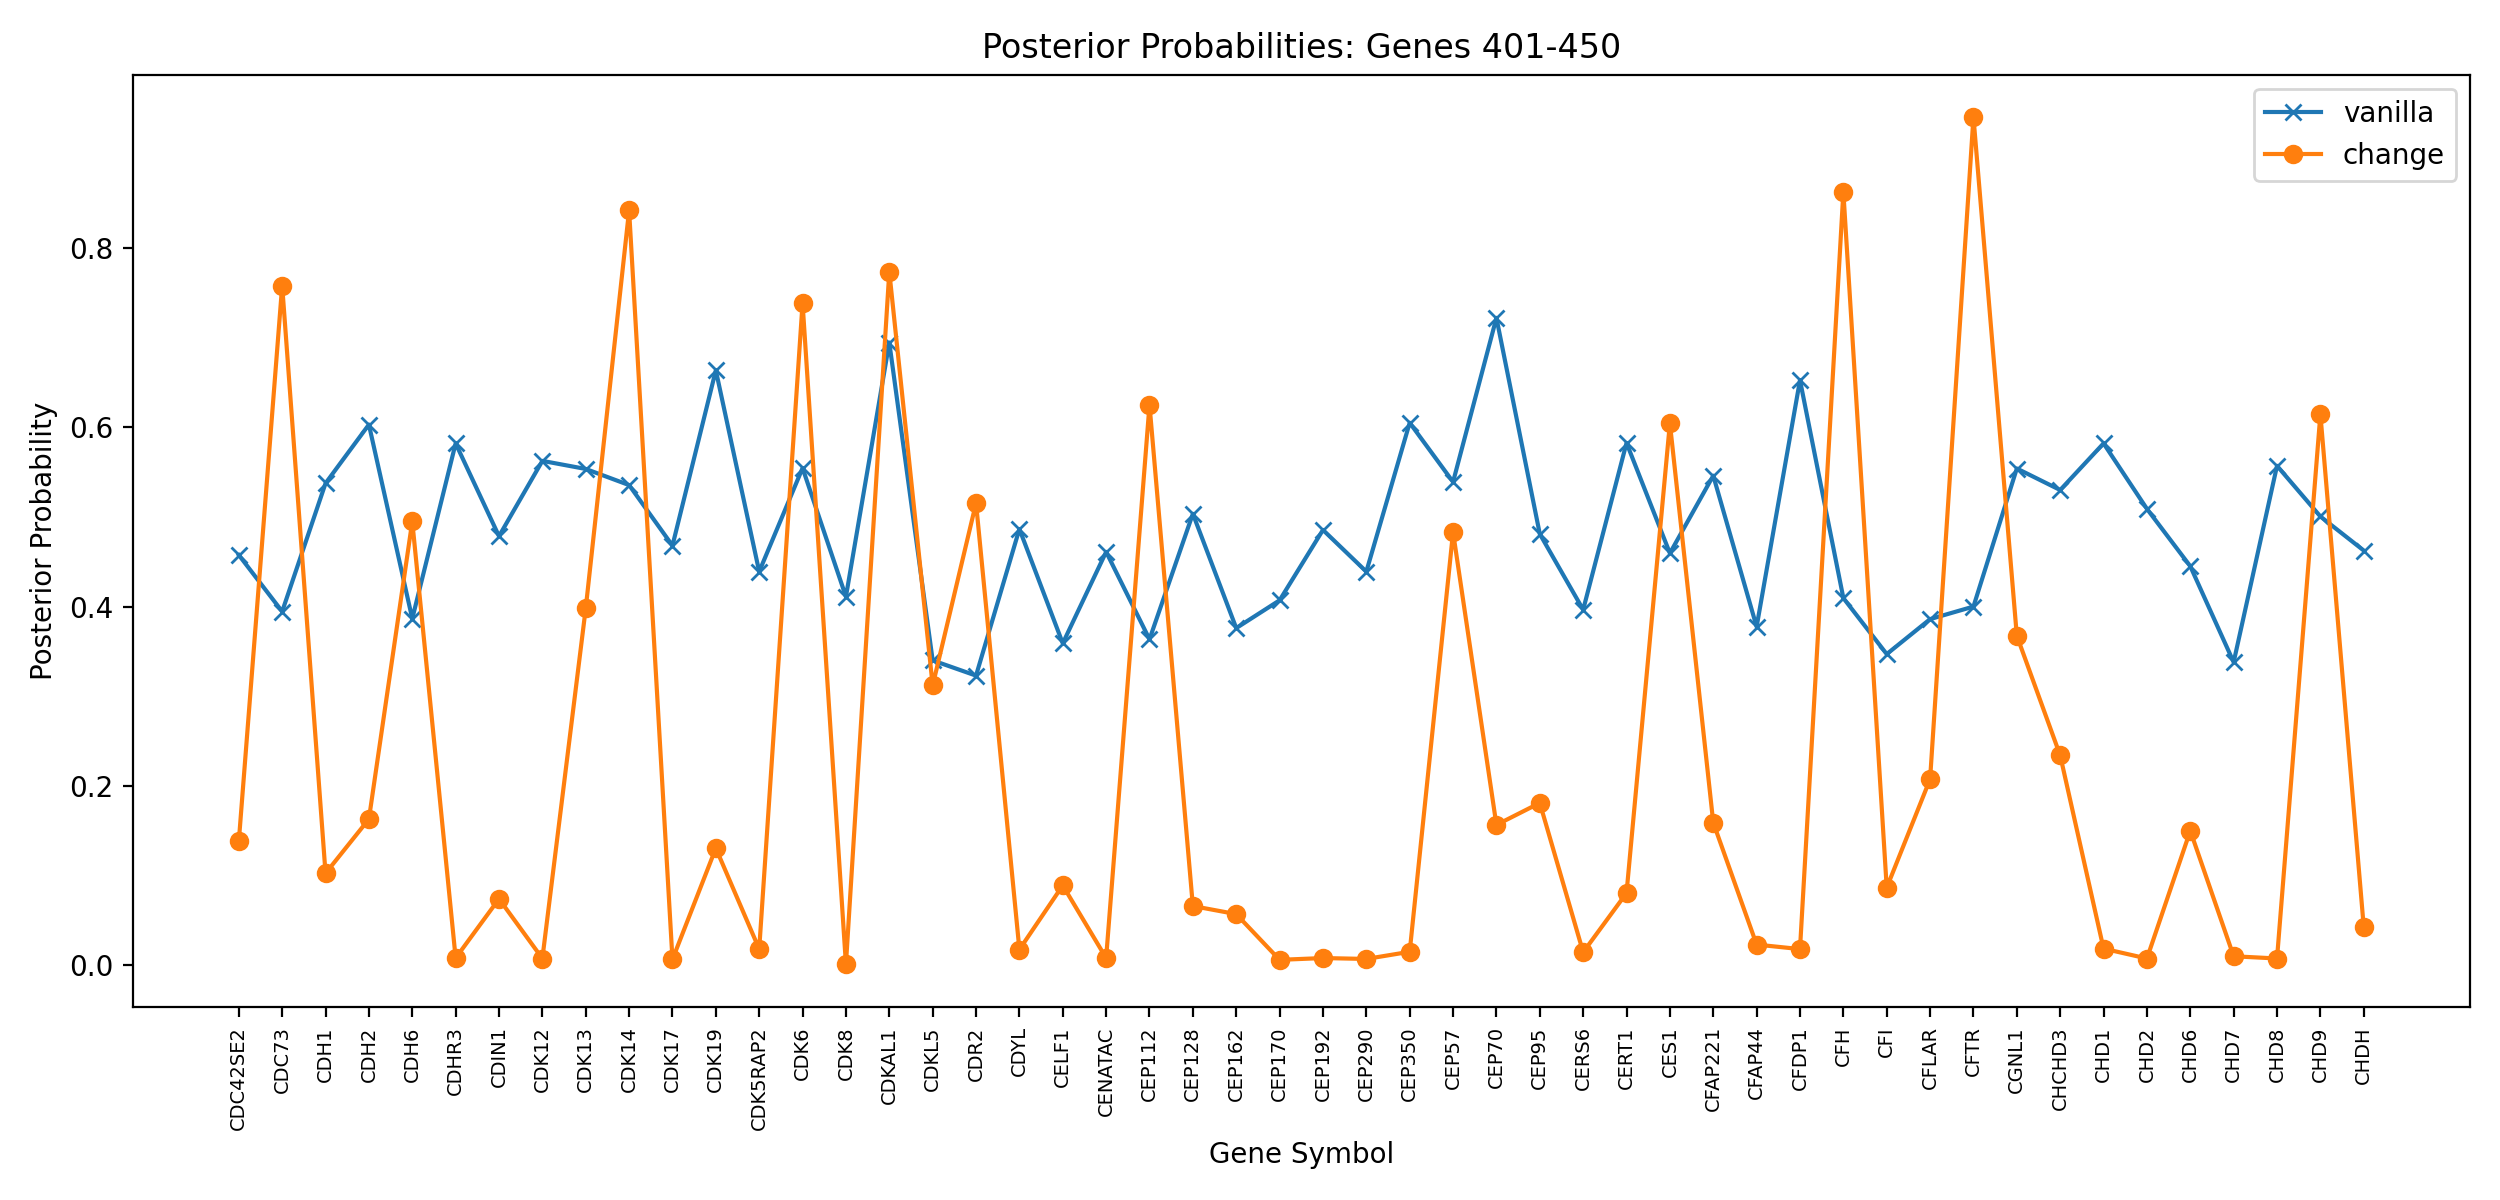 Posterior Probabilities: Genes 401-450
vanilla
change
Posterior Probability
0.8
0.6
0.4
0.2
0.0
CDC42SE2
CDC73
CDH1
CDH2
CDH6
CDHR3
CDIN1
CDK12
CDK13
CDK14
CDK17
CDK19
CDK5RAP2
CDK6
CDK8
CDKAL1
CDKL5
CDR2
CDYL
CELF1
CENATAC
CEP112
CEP128
CEP162
CEP170
CEP192
CEP290
CEP350
CEP57
CEP70
CEP95
CERS6
CERT1
CES1
CFAP221
CFAP44
CFDP1
CFH
CFI
CFLAR
CFTR
CGNL1
CHCHD3
CHD1
CHD2
CHD6
CHD7
CHD8
CHD9
CHDH
Gene Symbol